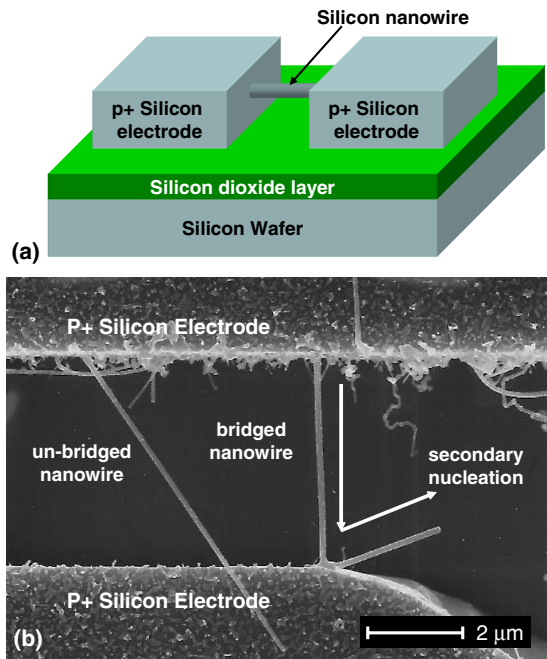 Silicon nanowire
p+ Silicon
electrode
p+ Silicon
electrode
Silicon dioxide layer
Silicon Wafer
(a)
P+ Silicon Electrode
un-bridged
nanowire
bridged
nanowire
secondary
nucleation
P+ Silicon Electrode
(b)
2 μm